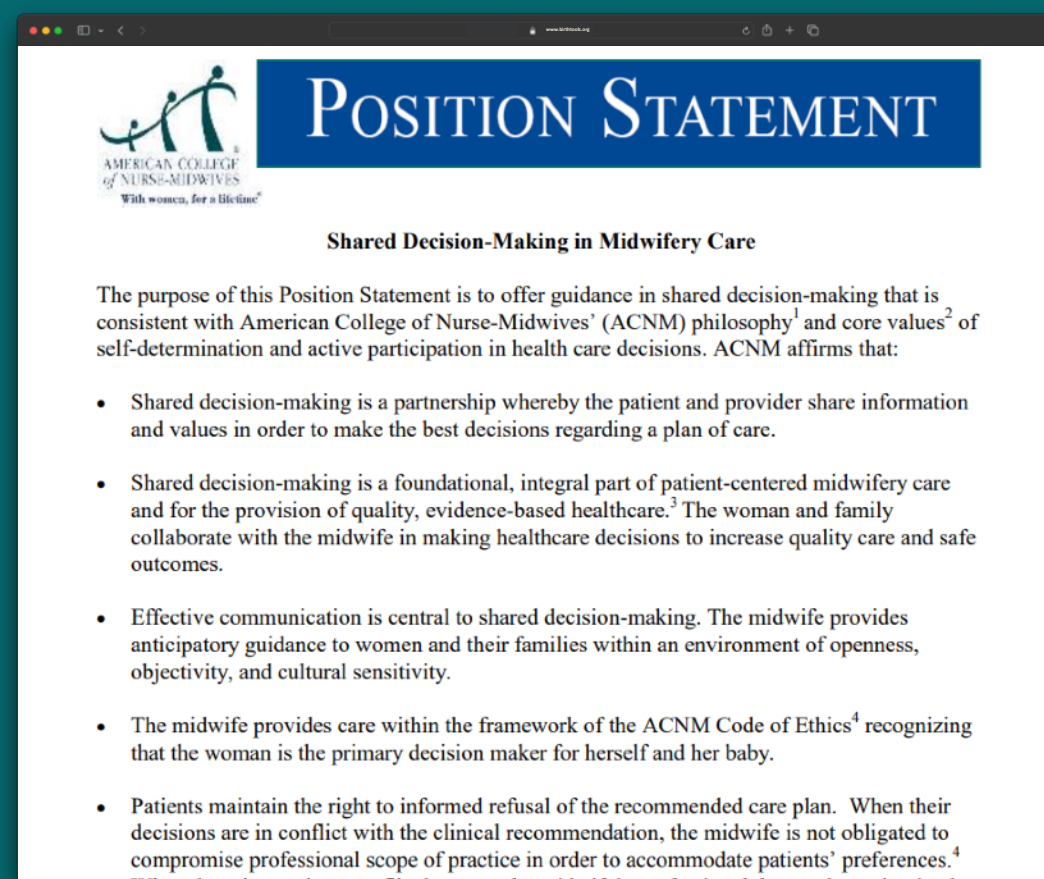 www.birthtools.org
AMERICAN COLLEGE
of NURSE-MIDWIVES
With women, for a lifetime®
POSITION STATEMENT
Shared Decision-Making in Midwifery Care
The purpose of this Position Statement is to offer guidance in shared decision-making that is
consistent with American College of Nurse-Midwives’ (ACNM) philosophy¹ and core values² of
self-determination and active participation in health care decisions. ACNM affirms that:
• Shared decision-making is a partnership whereby the patient and provider share information
and values in order to make the best decisions regarding a plan of care.
• Shared decision-making is a foundational, integral part of patient-centered midwifery care
and for the provision of quality, evidence-based healthcare.³ The woman and family
collaborate with the midwife in making healthcare decisions to increase quality care and safe
outcomes.
• Effective communication is central to shared decision-making. The midwife provides
anticipatory guidance to women and their families within an environment of openness,
objectivity, and cultural sensitivity.
• The midwife provides care within the framework of the ACNM Code of Ethics⁴ recognizing
that the woman is the primary decision maker for herself and her baby.
• Patients maintain the right to informed refusal of the recommended care plan.  When their
decisions are in conflict with the clinical recommendation, the midwife is not obligated to
compromise professional scope of practice in order to accommodate patients’ preferences.⁴